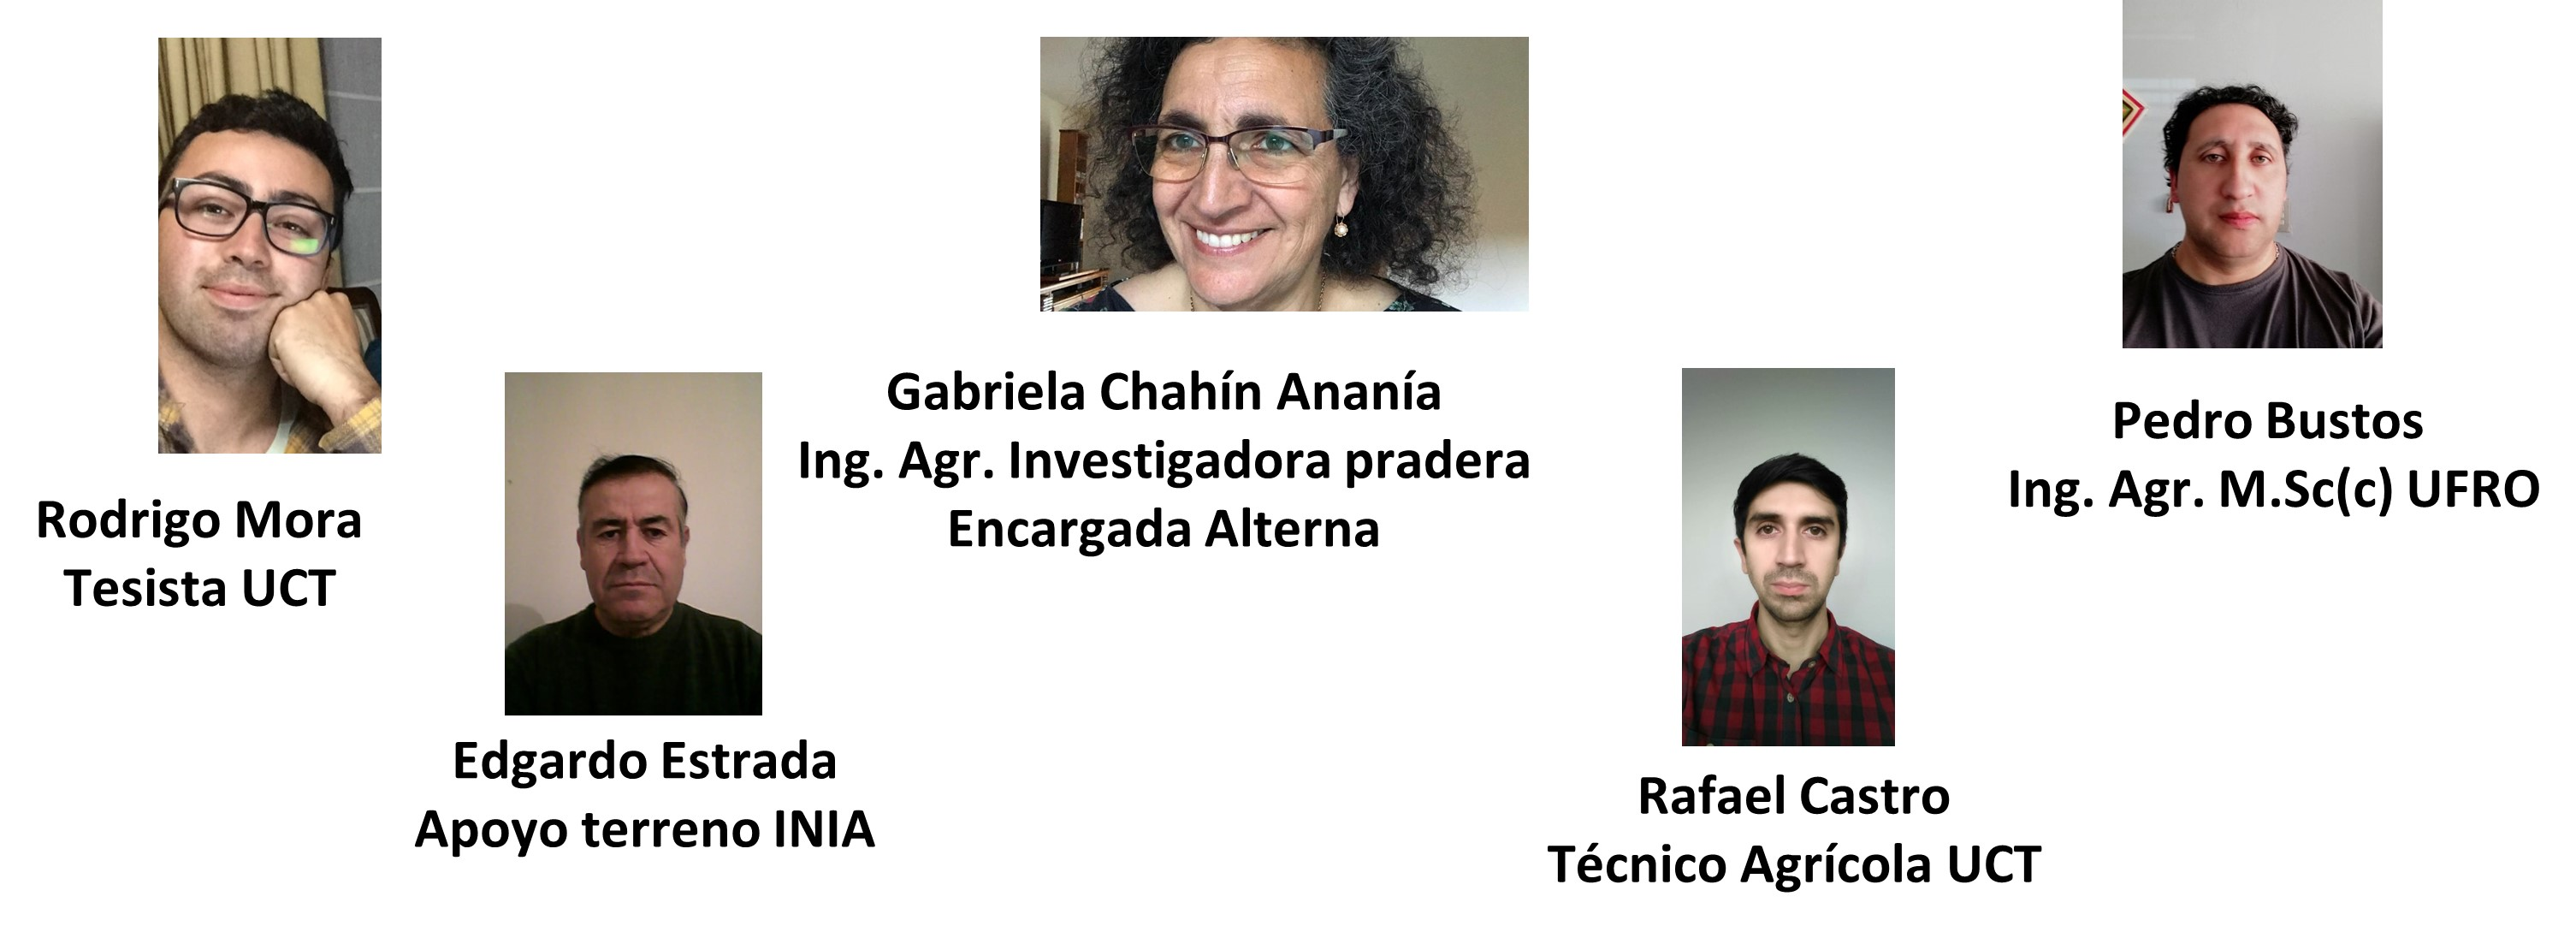 Rodrigo Mora
Tesista UCT
Edgardo Estrada
Apoyo terreno INIA
Gabriela Chahín Ananía
Ing. Agr. Investigadora pradera
Encargada Alterna
Rafael Castro
Técnico Agrícola UCT
Pedro Bustos
Ing. Agr. M.Sc(c) UFRO